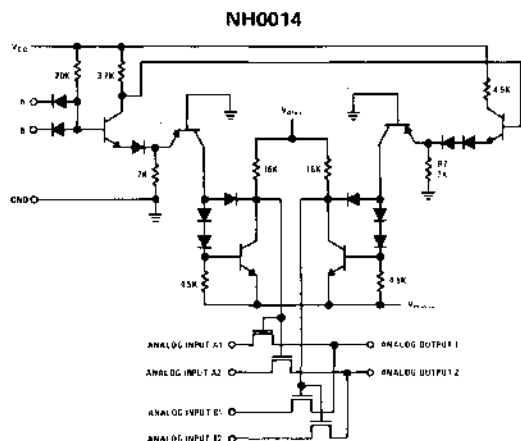 NH0014
VCC
20K
3.7K
4.5K
A
B
2K
R7
2K
GND
16K
16K
4.5K
4.5K
ANALOG INPUT A1
ANALOG OUTPUT 1
ANALOG INPUT A2
ANALOG OUTPUT 2
ANALOG INPUT B1
ANALOG INPUT B2